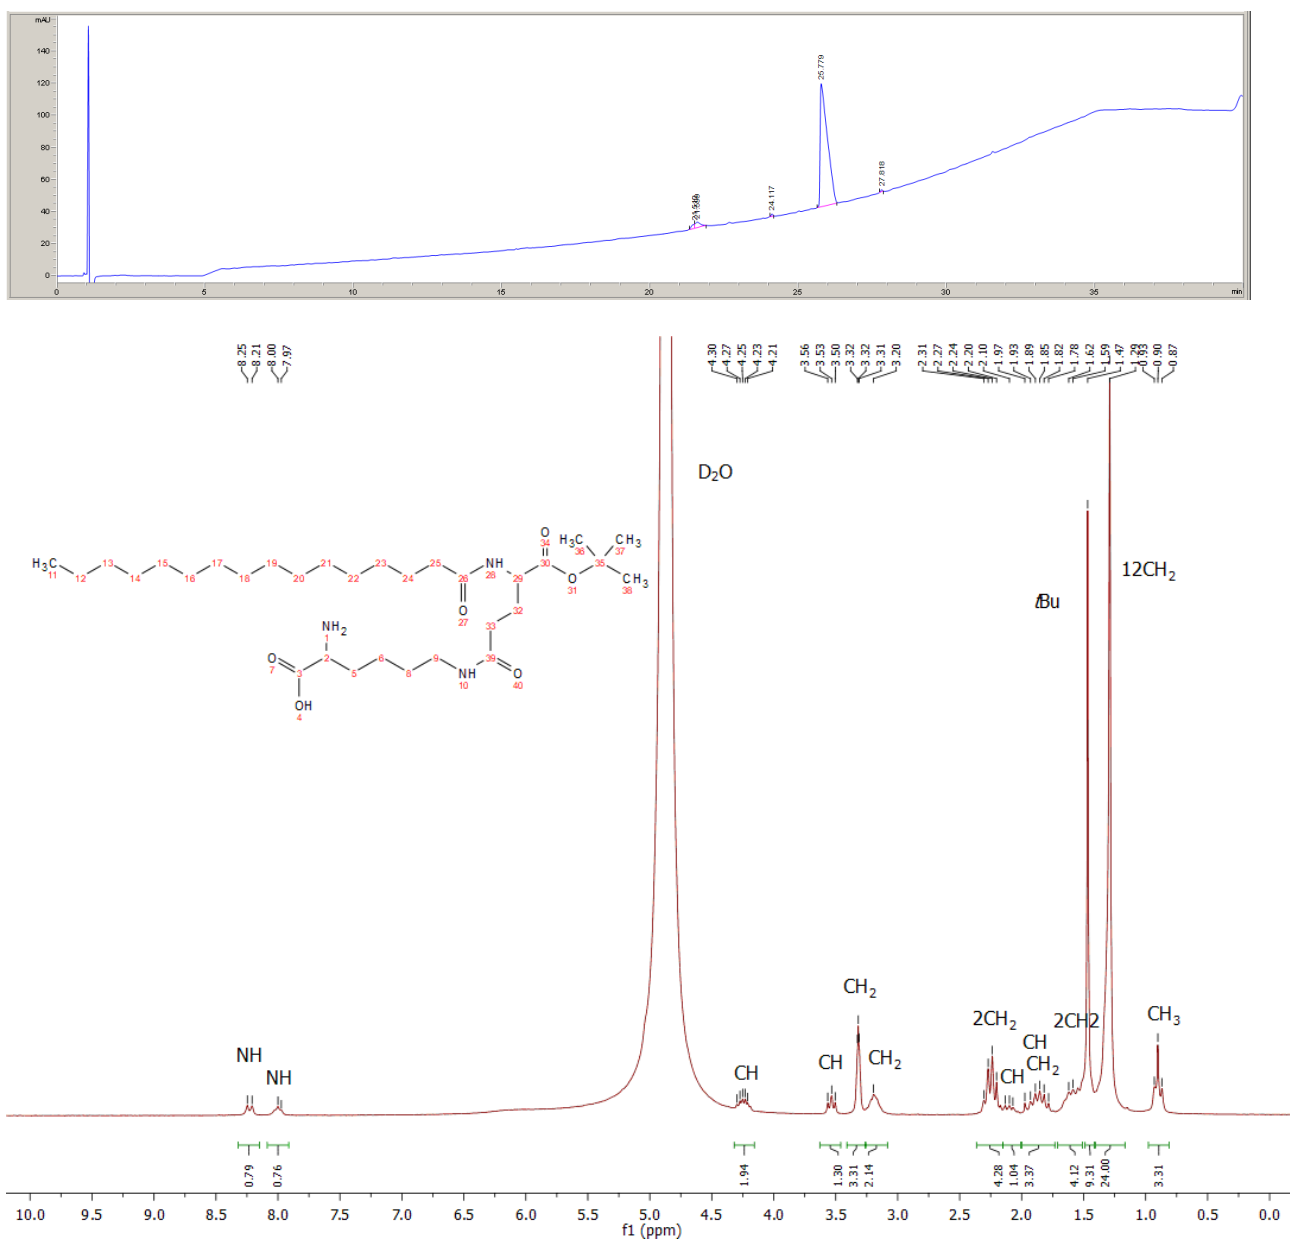 mAU
140
120
100
80
60
40
20
0
25.779
21.599
24.117
27.818
0 5 10 15 20 25 30 35 min
8.25 8.21 8.00 7.97 4.30 4.27 4.25 4.23 4.21 3.56 3.53 3.50 3.32 3.32 3.31 3.20 2.31 2.27 2.24 2.20 2.10 1.97 1.93 1.89 1.85 1.82 1.78 1.62 1.59 1.47 1.29 0.93 0.90 0.87
D₂O
O 34 CH₃ 36 CH₃ 37
H₃C 11 12 13 14 15 16 17 18 19 20 21 22 23 24 25 26 NH 28 29 30 O 31 35 CH₃ 38
O 27 32 33
NH₂ 1
O 7 3 2 5 6 8 9 NH 10 39 O 40
OH 4
12CH₂
tBu
NH NH CH CH CH₂ CH₂ 2CH₂ CH CH CH₂ 2CH2 CH₃
0.79 0.76 1.94 1.30 3.31 2.14 4.28 1.04 3.37 4.12 9.31 24.00 3.31
10.0 9.5 9.0 8.5 8.0 7.5 7.0 6.5 6.0 5.5 5.0 4.5 4.0 3.5 3.0 2.5 2.0 1.5 1.0 0.5 0.0
f1 (ppm)